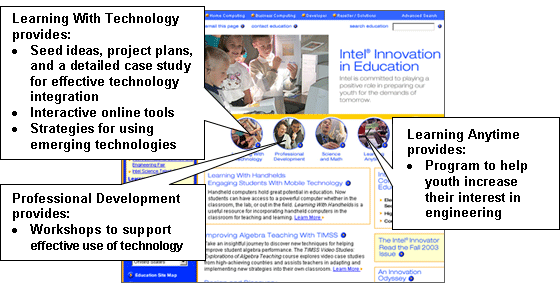 Learning With Technology
provides:
• Seed ideas, project plans,
and a detailed case study
for effective technology
integration
• Interactive online tools
• Strategies for using
emerging technologies
Home Computing
Business Computing
Developer
Reseller / Solutions
Advanced Search
email this page
contact education
search education
Intel® Innovation
in Education
Intel is committed to playing a
positive role in preparing our
youth for the demands of
tomorrow.
Technology
Professional
Development
Science
and Math
Learning Anytime
provides:
• Program to help
youth increase
their interest in
engineering
Engineering Fair
Intel Science
Professional Development
provides:
• Workshops to support
effective use of technology
Learning With Handhelds
Engaging Students With Mobile Technology
Handheld computers hold great potential in education. Now
students can have access to a powerful computer whether in the
classroom, the lab, or out in the field. Learning With Handhelds is a
useful resource for incorporating handheld computers in the
classroom for teaching and learning. Learn More
Improving Algebra Teaching With TIMSS
Take an insightful journey to discover new techniques for helping
improve student algebra performance. The TIMSS Video Studies
Explorations of Algebra Teaching course explores video case studies
from high-achieving countries and assists teachers in adapting and
implementing new strategies into their own classroom. Learn More
The Intel® Innovator
Read the Fall 2003
Issue
An Innovation
Odyssey
United States
Education Site Map